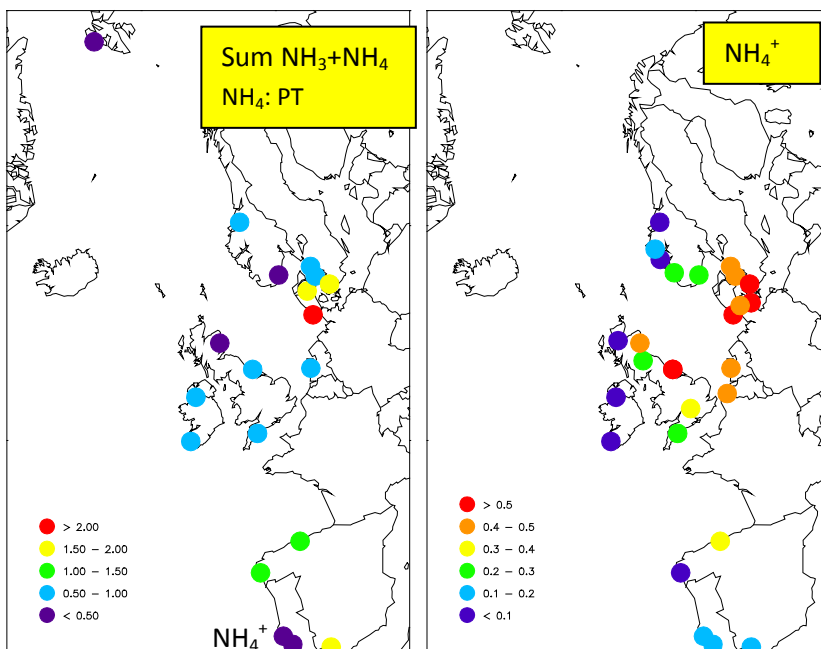 Sum NH₃+NH₄
NH₄: PT
> 2.00
1.50 – 2.00
1.00 – 1.50
0.50 – 1.00
< 0.50
NH₄⁺
NH₄⁺
> 0.5
0.4 – 0.5
0.3 – 0.4
0.2 – 0.3
0.1 – 0.2
< 0.1